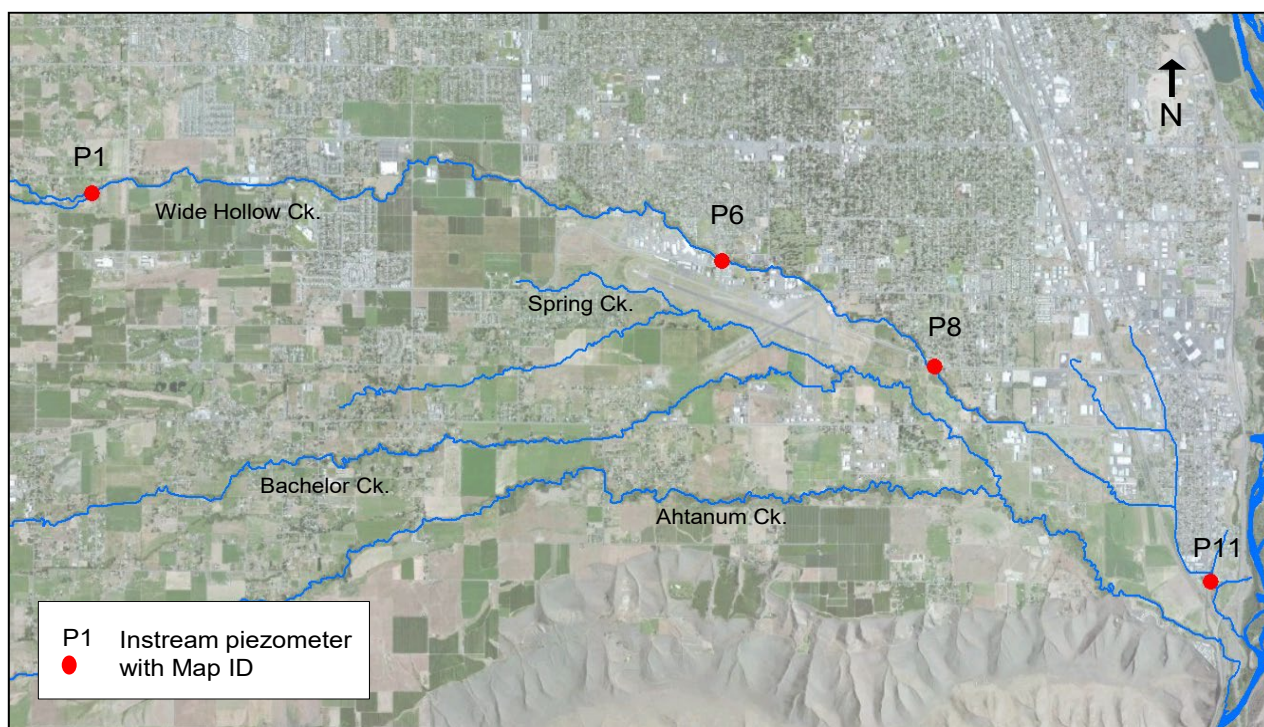 N
P1
Wide Hollow Ck.
P6
Spring Ck.
P8
Bachelor Ck.
Ahtanum Ck.
P11
P1 Instream piezometer
with Map ID